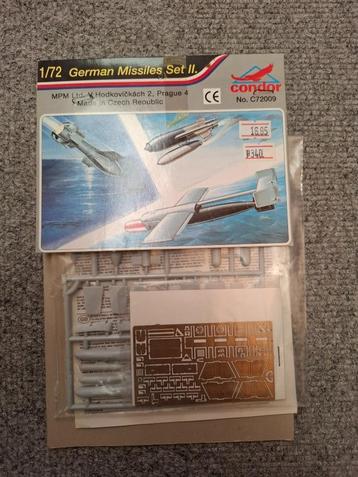 1/72 German Missiles Set II.
condor
MPM Ltd. V Hodkovičkách 2, Prague 4
Made in Czech Republic
CE
No. C72009
16.95